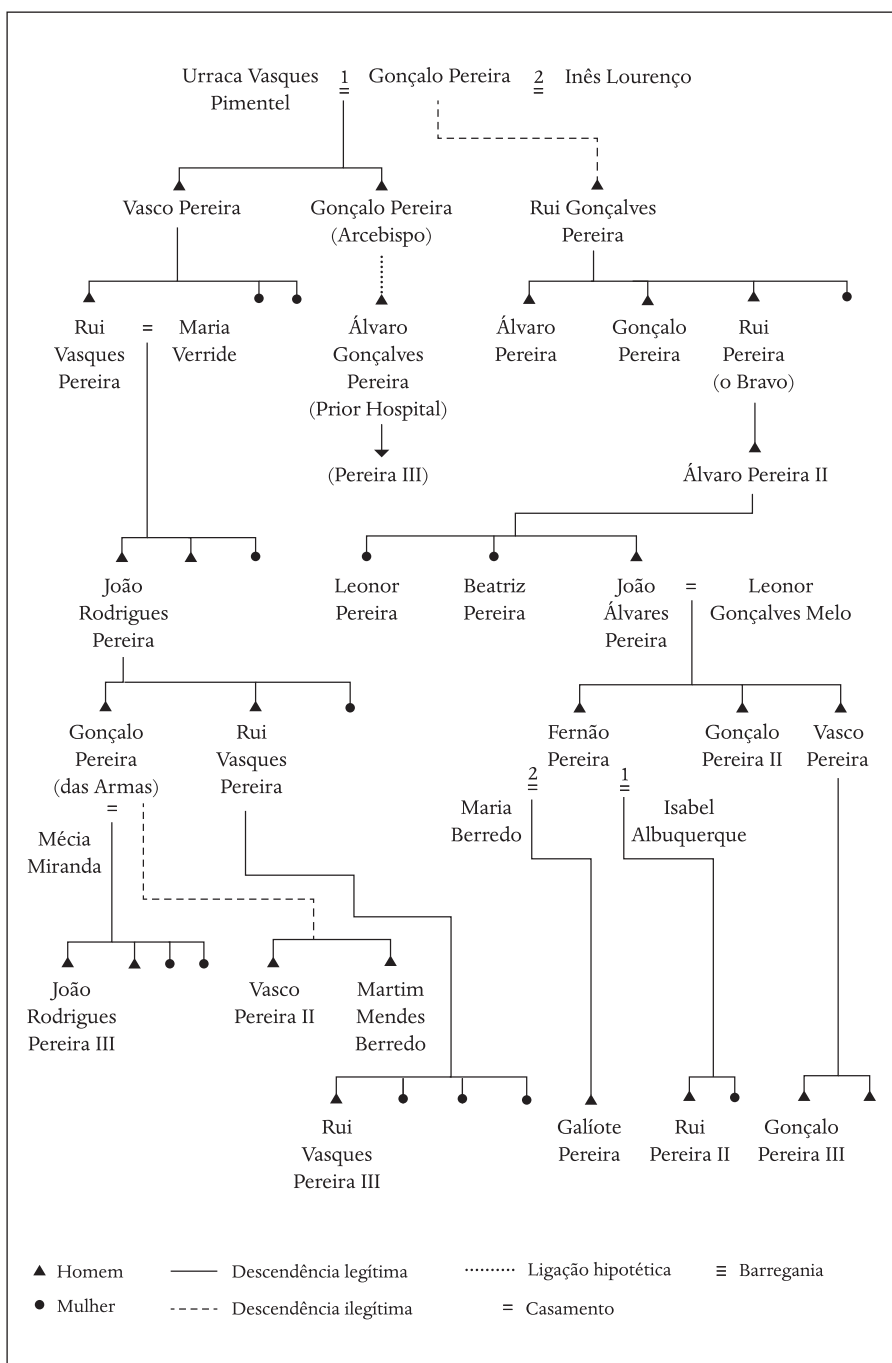 Urraca Vasques 1 = Gonçalo Pereira 2 = Inês Lourenço
Pimentel
Vasco Pereira Gonçalo Pereira Rui Gonçalves
(Arcebispo) Pereira
Rui = Maria Álvaro Álvaro Gonçalo Rui
Vasques Verride Gonçalves Pereira Pereira Pereira
Pereira Pereira (o Bravo)
(Prior Hospital)
(Pereira III) Álvaro Pereira II
João Leonor Beatriz João = Leonor
Rodrigues Pereira Pereira Álvares Gonçalves Melo
Pereira Pereira
Gonçalo Rui Fernão Gonçalo Vasco
Pereira Vasques Pereira Pereira II Pereira
(das Armas) Pereira 2 = 1 =
= Maria Isabel
Mécia Berredo Albuquerque
Miranda
João Vasco Martim
Rodrigues Pereira II Mendes
Pereira III Berredo
Rui Galíote Rui Gonçalo
Vasques Pereira Pereira II Pereira III
Pereira III
Homem Descendência legítima Ligação hipotética ≡ Barregania
Mulher Descendência ilegítima = Casamento